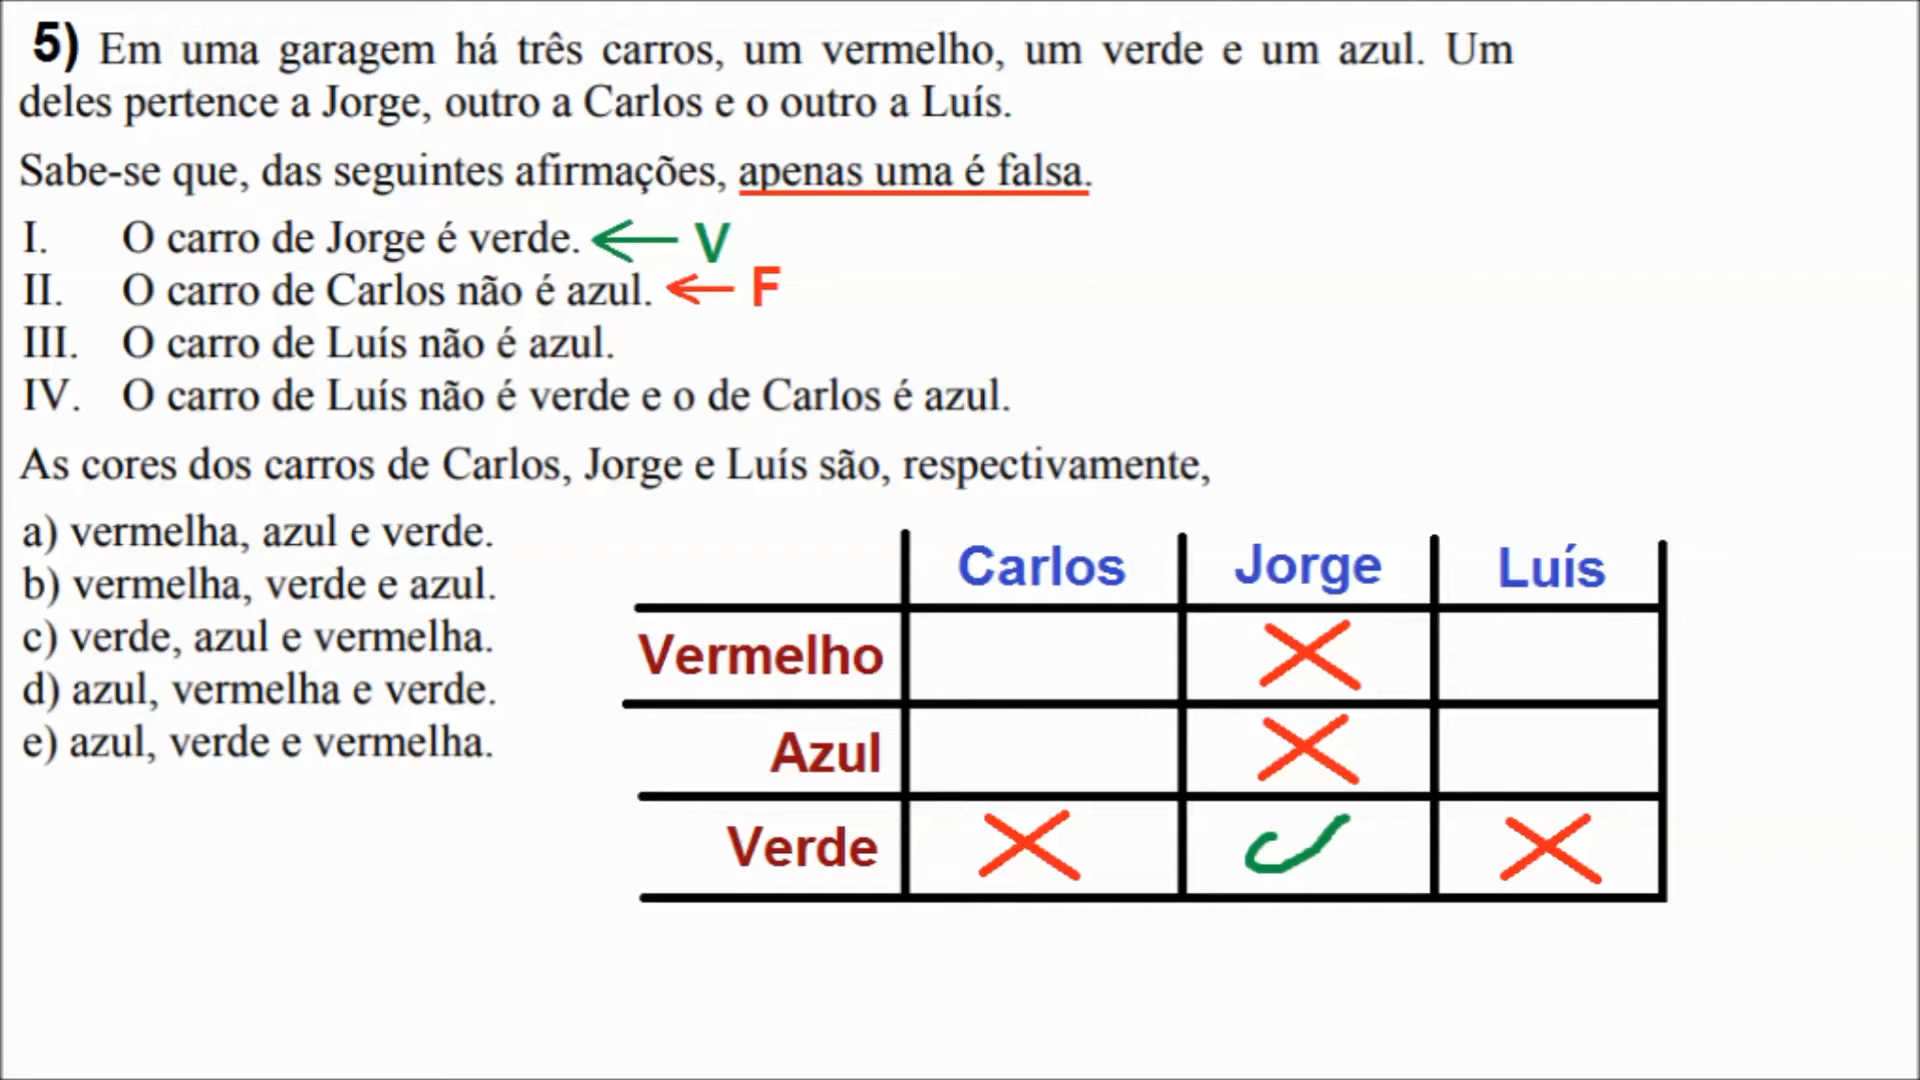 5) Em uma garagem há três carros, um vermelho, um verde e um azul. Um
deles pertence a Jorge, outro a Carlos e o outro a Luís.
Sabe-se que, das seguintes afirmações, apenas uma é falsa.
I. O carro de Jorge é verde. V
II. O carro de Carlos não é azul. F
III. O carro de Luís não é azul.
IV. O carro de Luís não é verde e o de Carlos é azul.
As cores dos carros de Carlos, Jorge e Luís são, respectivamente,
a) vermelha, azul e verde.
b) vermelha, verde e azul.
c) verde, azul e vermelha.
d) azul, vermelha e verde.
e) azul, verde e vermelha.
Carlos Jorge Luís
Vermelho
Azul
Verde